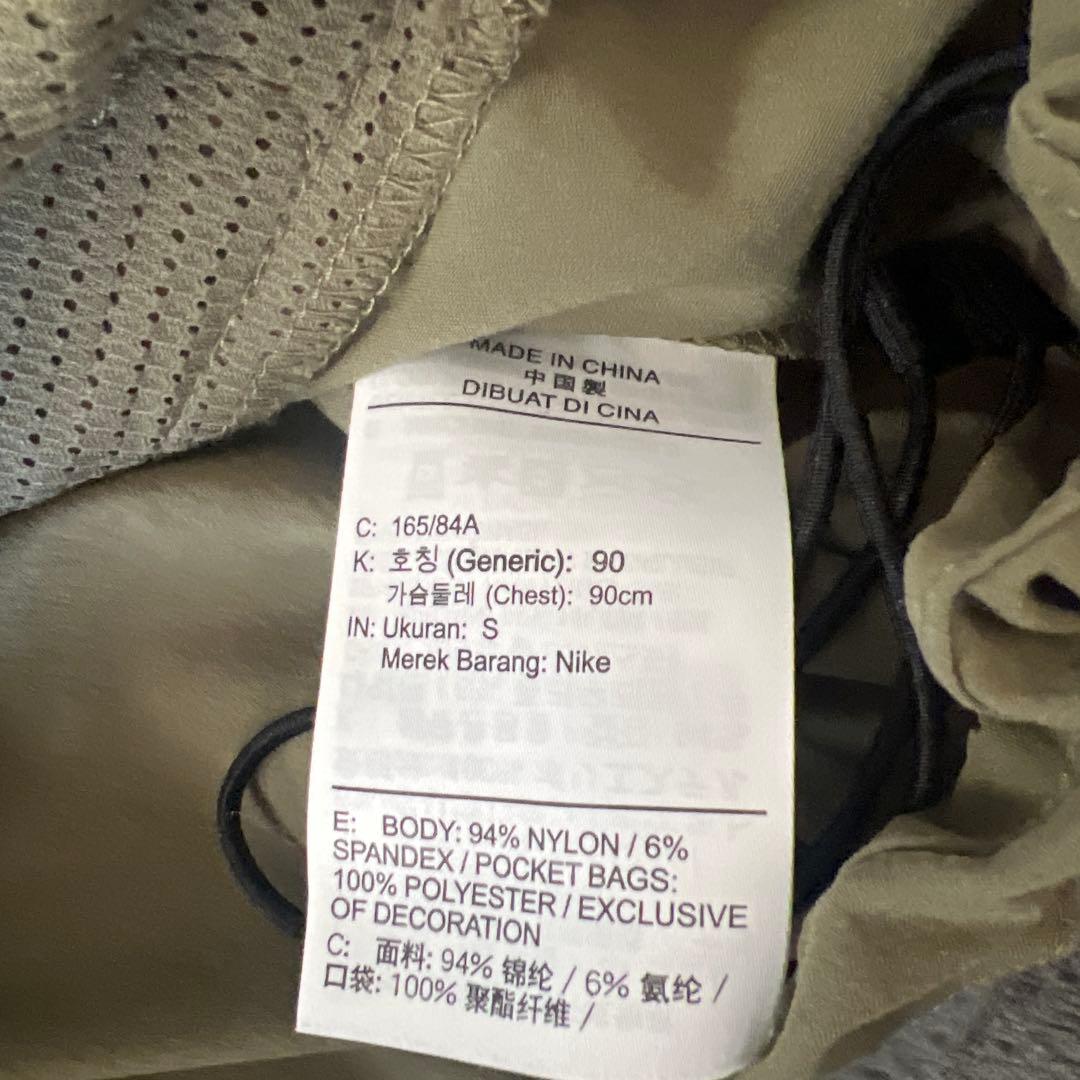 MADE IN CHINA
中国製
DIBUAT DI CINA
C: 165/84A
K: 호칭 (Generic): 90
가슴둘레 (Chest): 90cm
IN: Ukuran: S
Merek Barang: Nike
E: BODY: 94% NYLON / 6%
SPANDEX / POCKET BAGS:
100% POLYESTER / EXCLUSIVE
OF DECORATION
C: 面料: 94% 锦纶 / 6% 氨纶 /
口袋: 100% 聚酯纤维 /